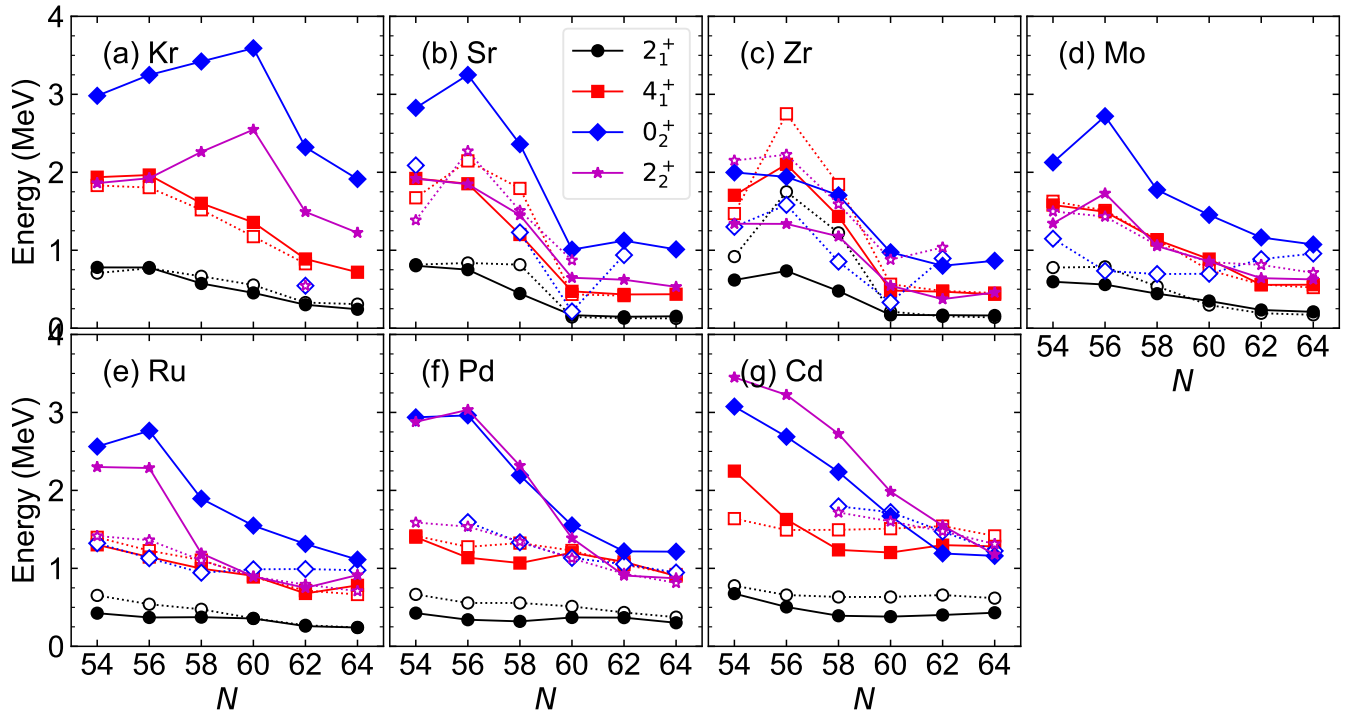 4
3
2
1
0
Energy (MeV)
(a) Kr
(b) Sr
2₁⁺
4₁⁺
0₂⁺
2₂⁺
(c) Zr
(d) Mo
54 56 58 60 62 64
N
4
3
2
1
0
Energy (MeV)
(e) Ru
(f) Pd
(g) Cd
54 56 58 60 62 64
N
54 56 58 60 62 64
N
54 56 58 60 62 64
N